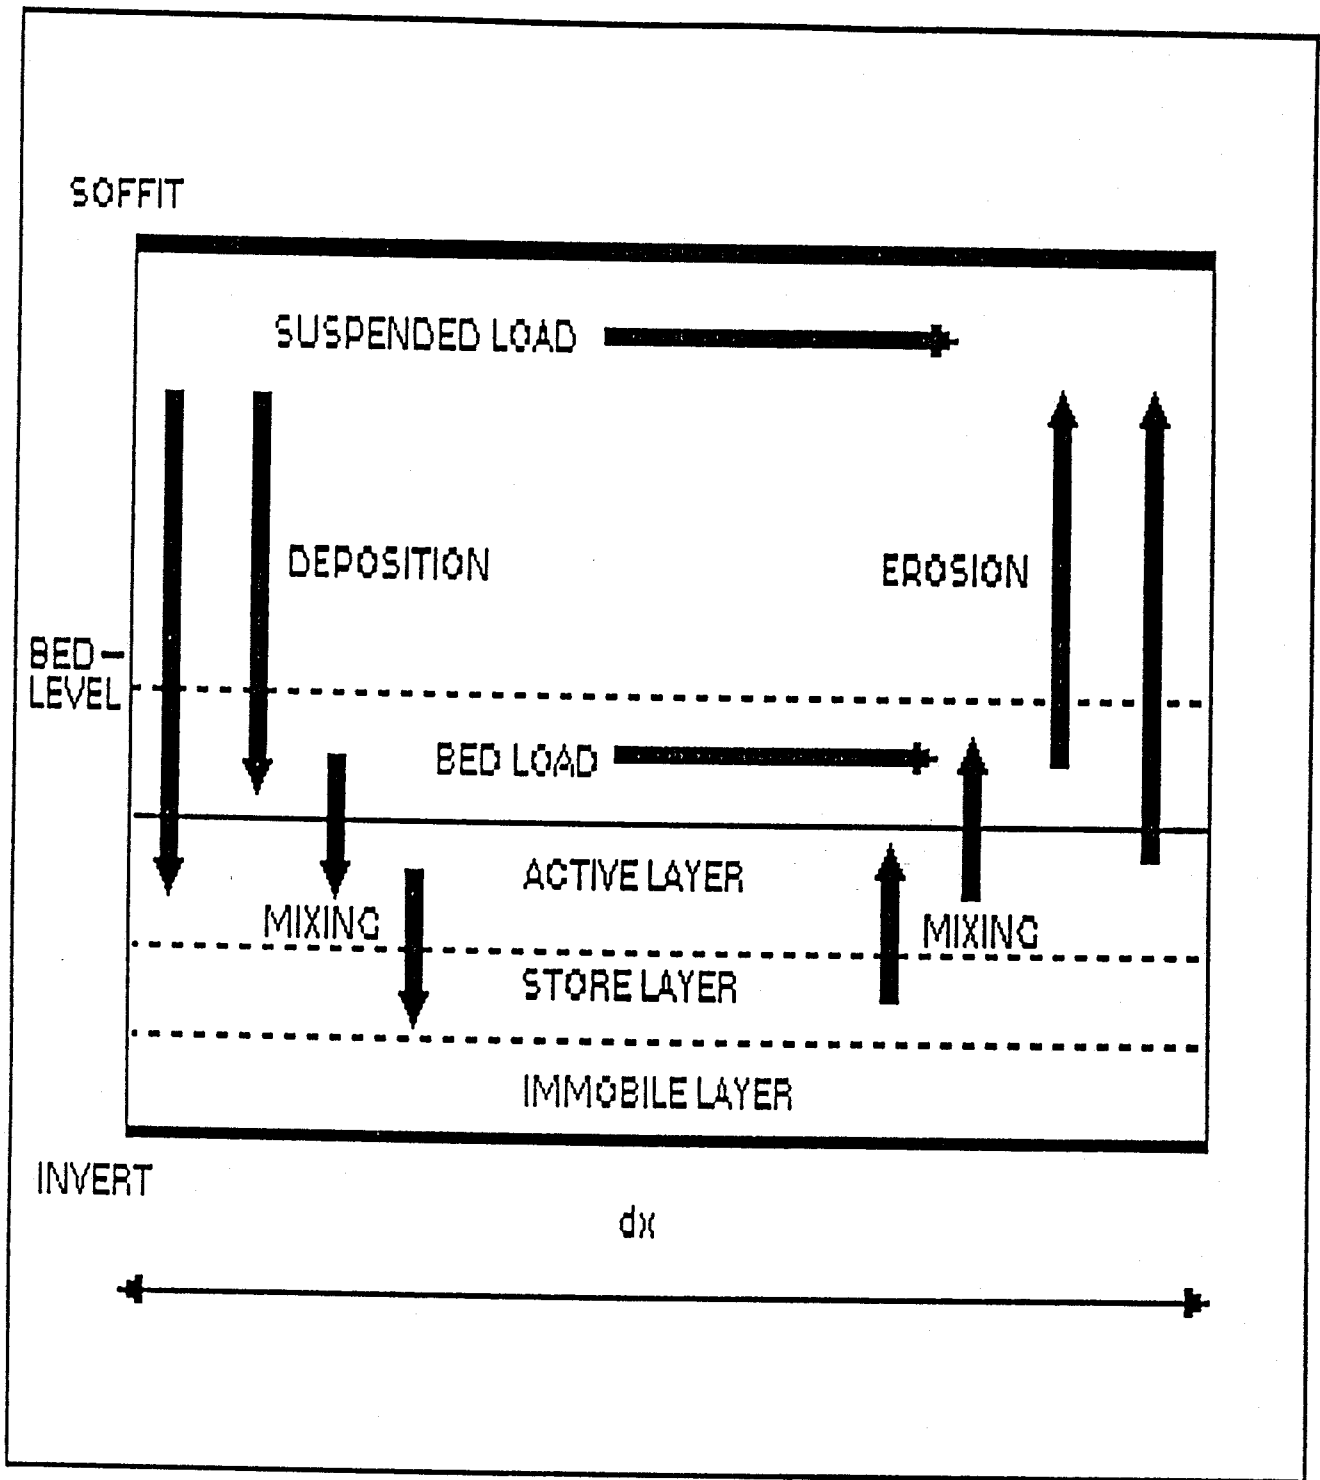 SOFFIT
SUSPENDED LOAD
DEPOSITION
EROSION
BED-
LEVEL
BED LOAD
ACTIVE LAYER
MIXING
MIXING
STORE LAYER
IMMOBILE LAYER
INVERT
dx